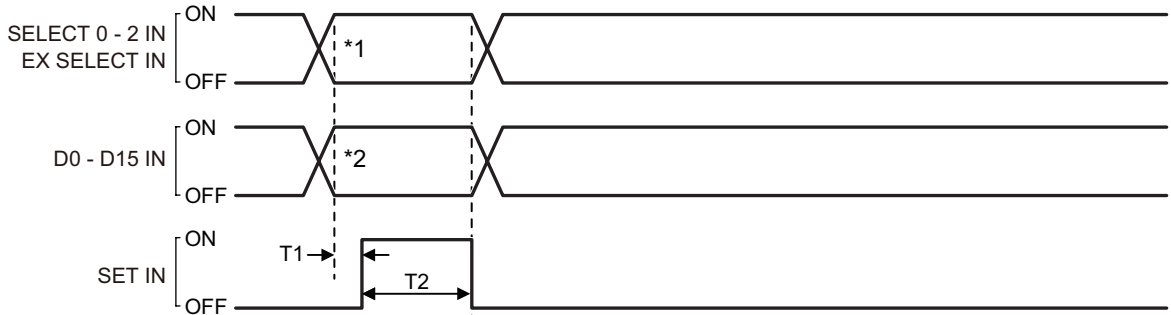 ON
SELECT 0 - 2 IN
EX SELECT IN
*1
OFF
ON
D0 - D15 IN
*2
OFF
ON
T1
SET IN
T2
OFF